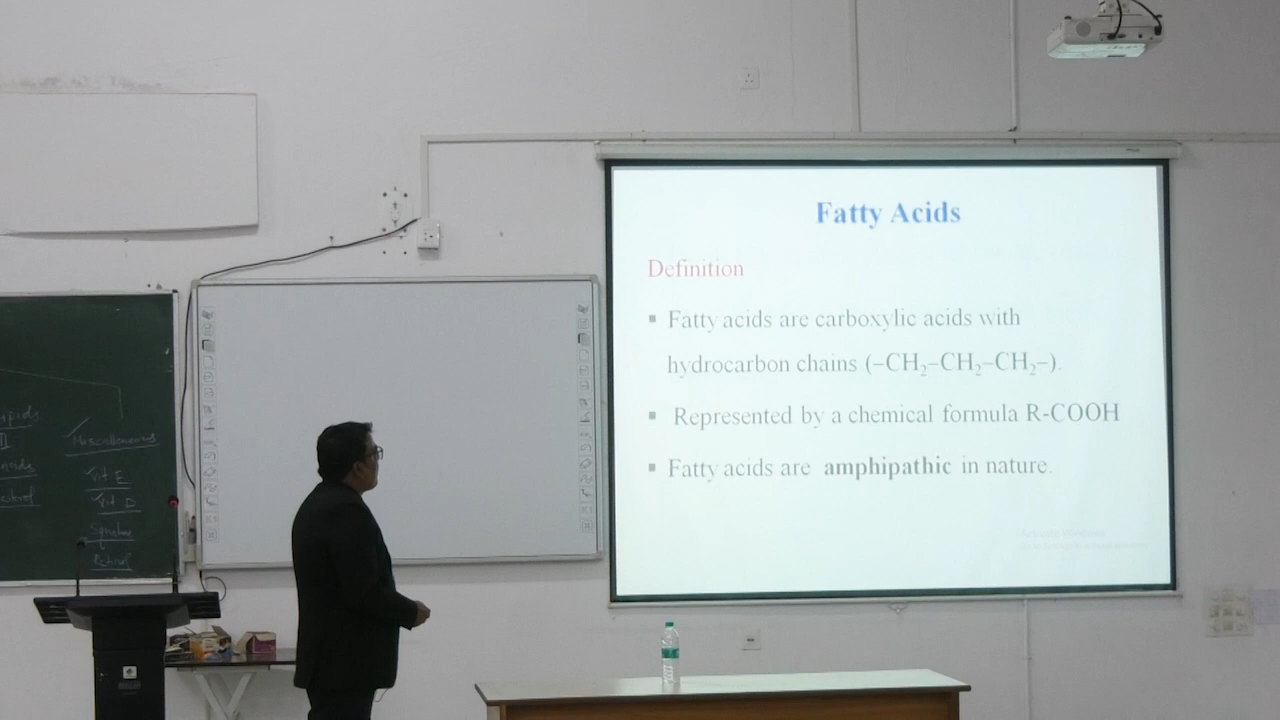 Fatty Acids
Definition
▪ Fatty acids are carboxylic acids with
hydrocarbon chains (–CH₂–CH₂–CH₂–).
▪ Represented by a chemical formula R-COOH
▪ Fatty acids are amphipathic in nature.
Miscellaneous
Vit. E
Vit D